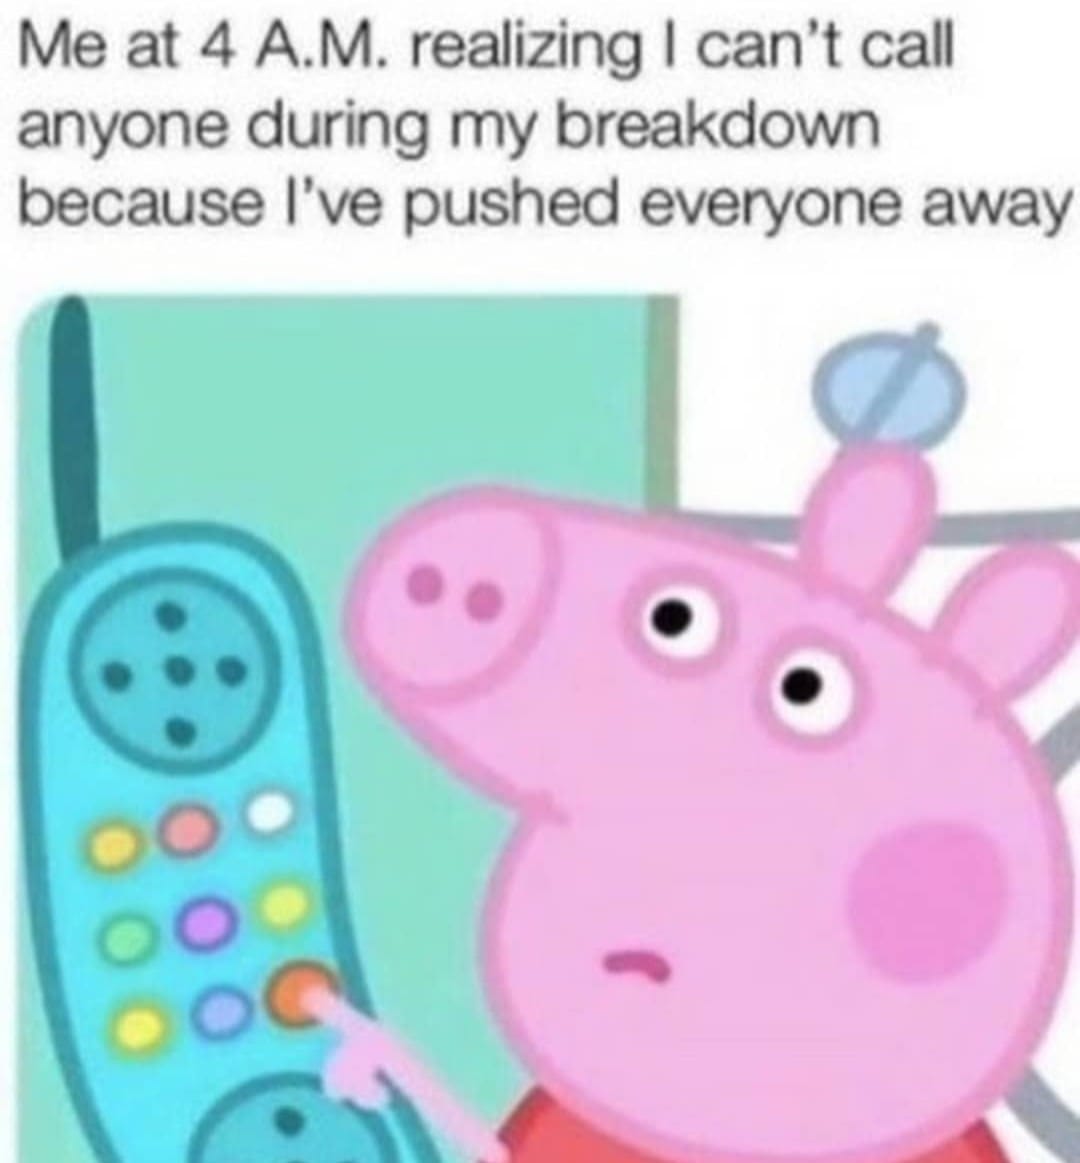 Me at 4 A.M. realizing I can't call
anyone during my breakdown
because I've pushed everyone away